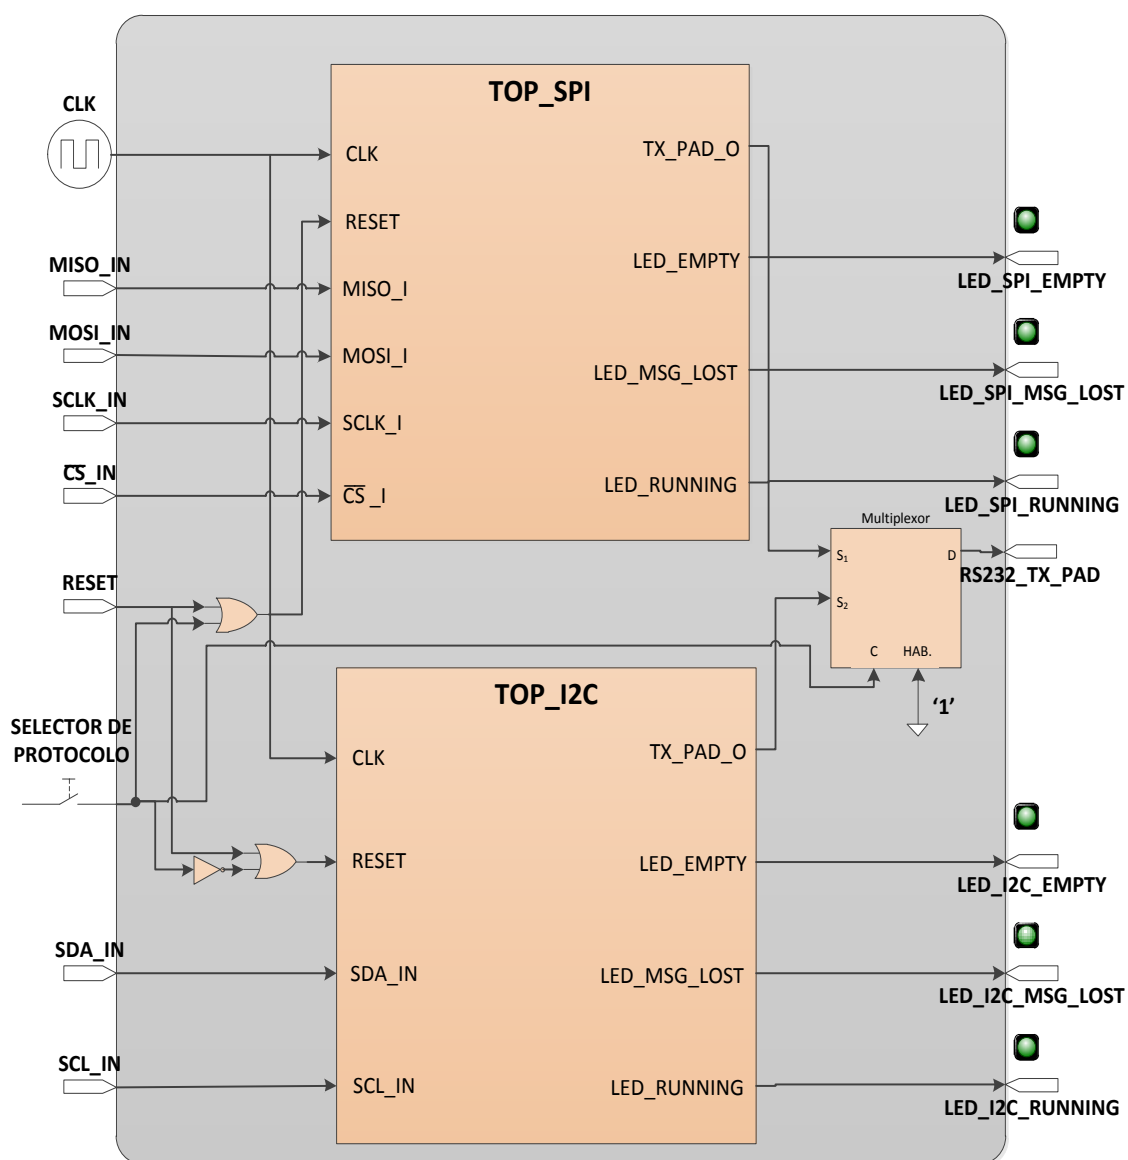 TOP_SPI
CLK
CLK
TX_PAD_O
RESET
MISO_IN
MISO_I
LED_EMPTY
LED_SPI_EMPTY
MOSI_IN
MOSI_I
LED_MSG_LOST
LED_SPI_MSG_LOST
SCLK_IN
SCLK_I
C̅S̅_IN
C̅S̅_I
LED_RUNNING
LED_SPI_RUNNING
Multiplexor
S₁
D
RS232_TX_PAD
RESET
S₂
C
HAB.
'1'
TOP_I2C
SELECTOR DE
PROTOCOLO
CLK
TX_PAD_O
RESET
LED_EMPTY
LED_I2C_EMPTY
SDA_IN
SDA_IN
LED_MSG_LOST
LED_I2C_MSG_LOST
SCL_IN
SCL_IN
LED_RUNNING
LED_I2C_RUNNING